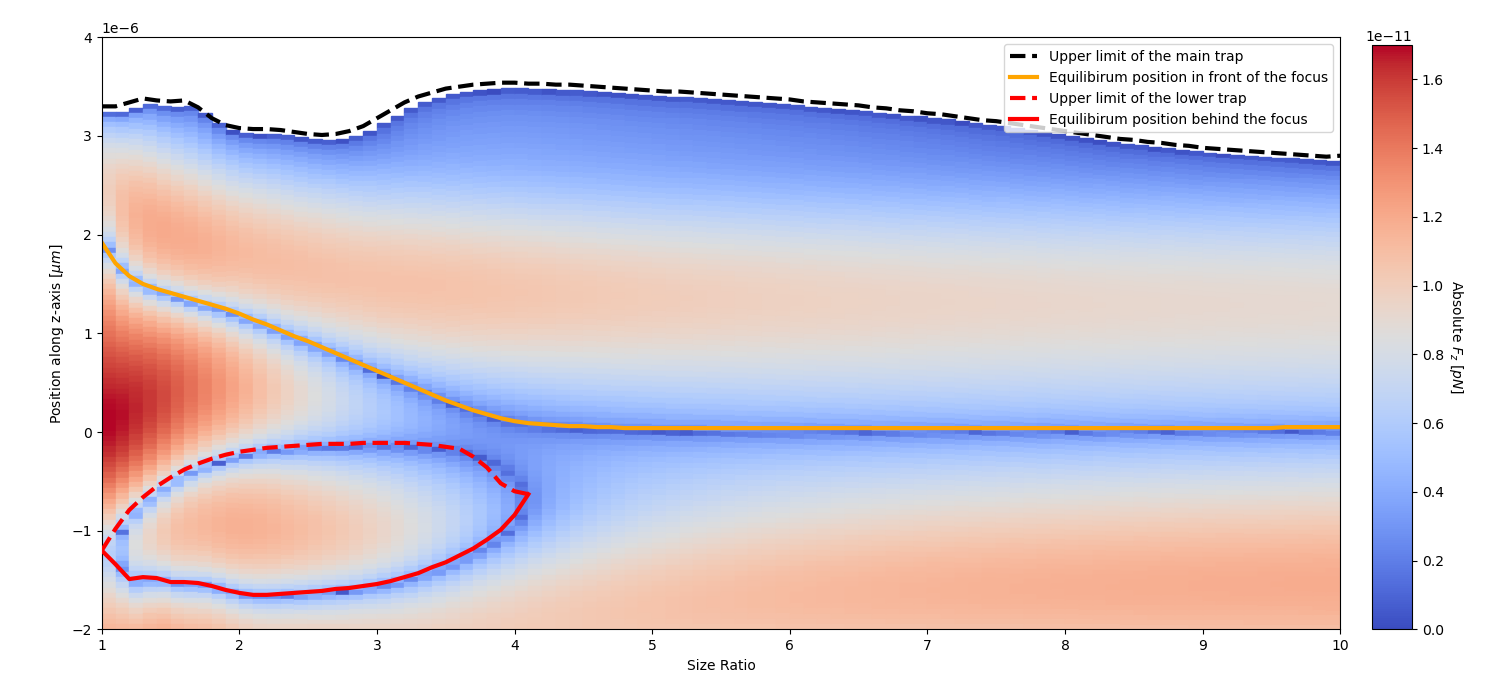 1e−6
4
3
2
1
0
−1
−2
Position along z-axis [μm]
1
2
3
4
5
6
7
8
9
10
Size Ratio
Upper limit of the main trap
Equilibirum position in front of the focus
Upper limit of the lower trap
Equilibirum position behind the focus
1e−11
1.6
1.4
1.2
1.0
0.8
0.6
0.4
0.2
0.0
Absolute F_z [pN]